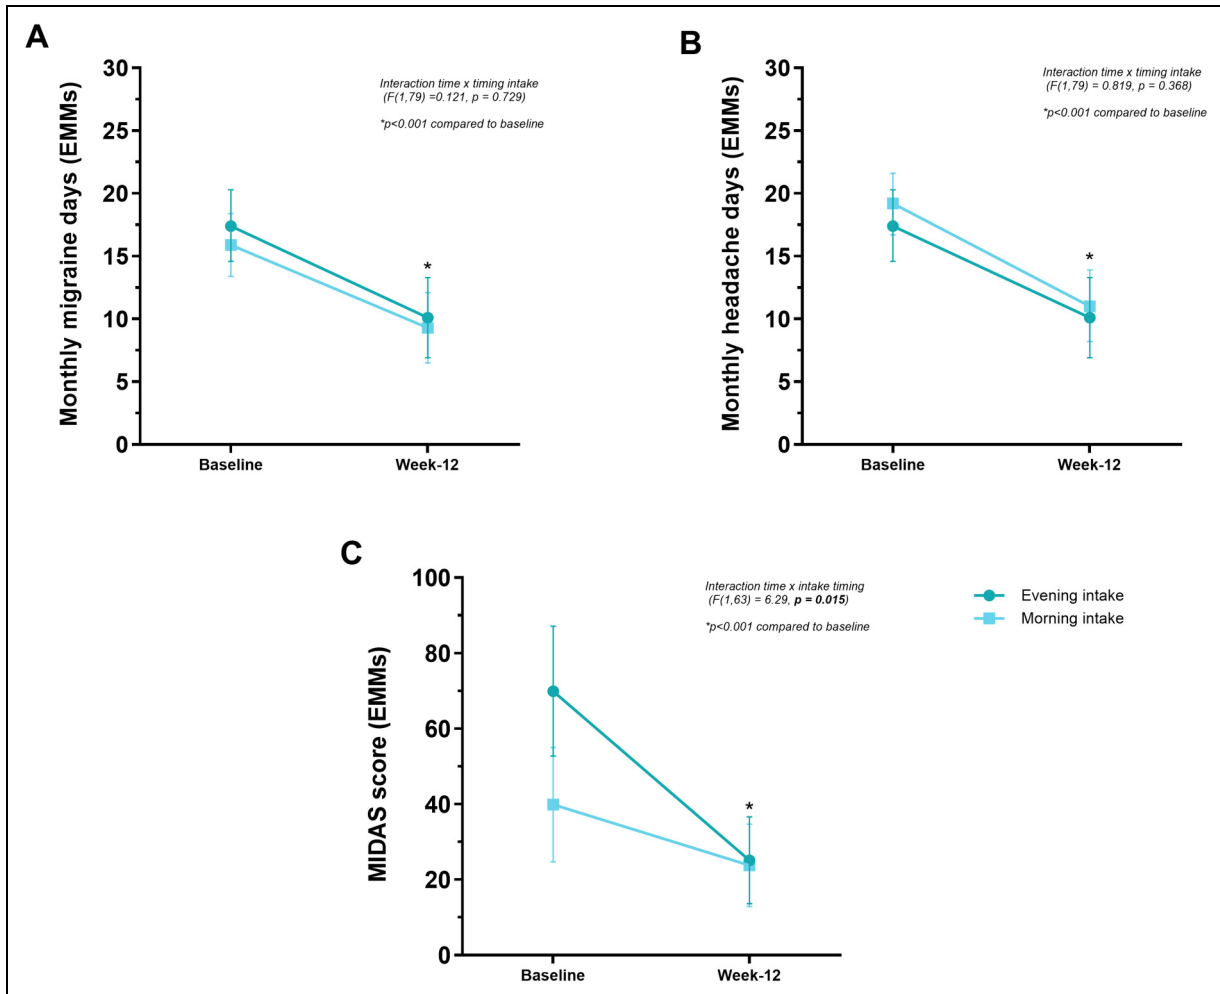 A
Monthly migraine days (EMMs)
30
25
20
15
10
5
0
Interaction time x timing intake
(F(1,79) =0.121, p = 0.729)
*p<0.001 compared to baseline
*
Baseline
Week-12
B
Monthly headache days (EMMs)
30
25
20
15
10
5
0
Interaction time x timing intake
(F(1,79) = 0.819, p = 0.368)
*p<0.001 compared to baseline
*
Baseline
Week-12
C
MIDAS score (EMMs)
100
80
60
40
20
0
Interaction time x intake timing
(F(1,63) = 6.29, p = 0.015)
*p<0.001 compared to baseline
*
Baseline
Week-12
Evening intake
Morning intake